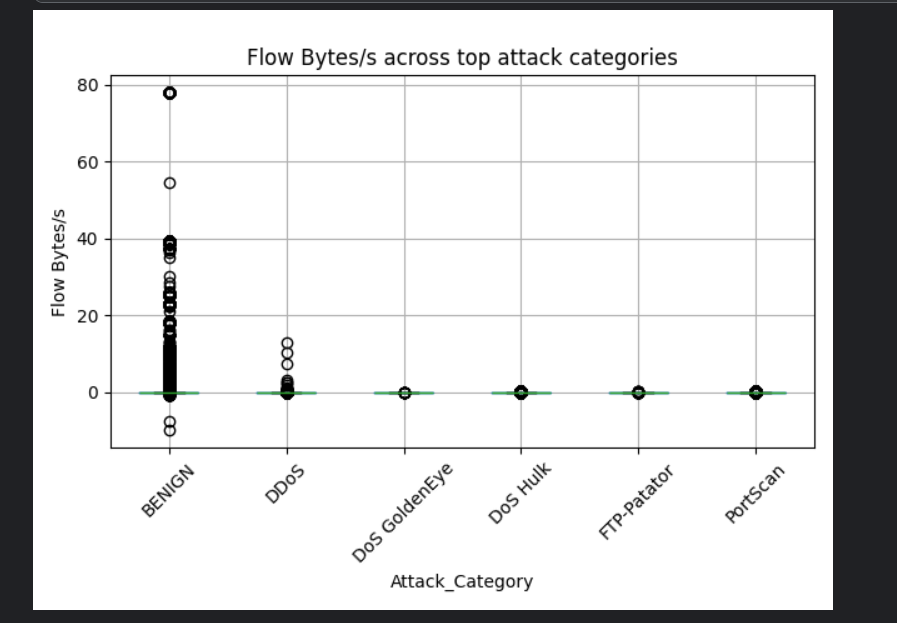 Flow Bytes/s across top attack categories
Flow Bytes/s
80
60
40
20
0
BENIGN
DDoS
DoS GoldenEye
DoS Hulk
FTP-Patator
PortScan
Attack_Category